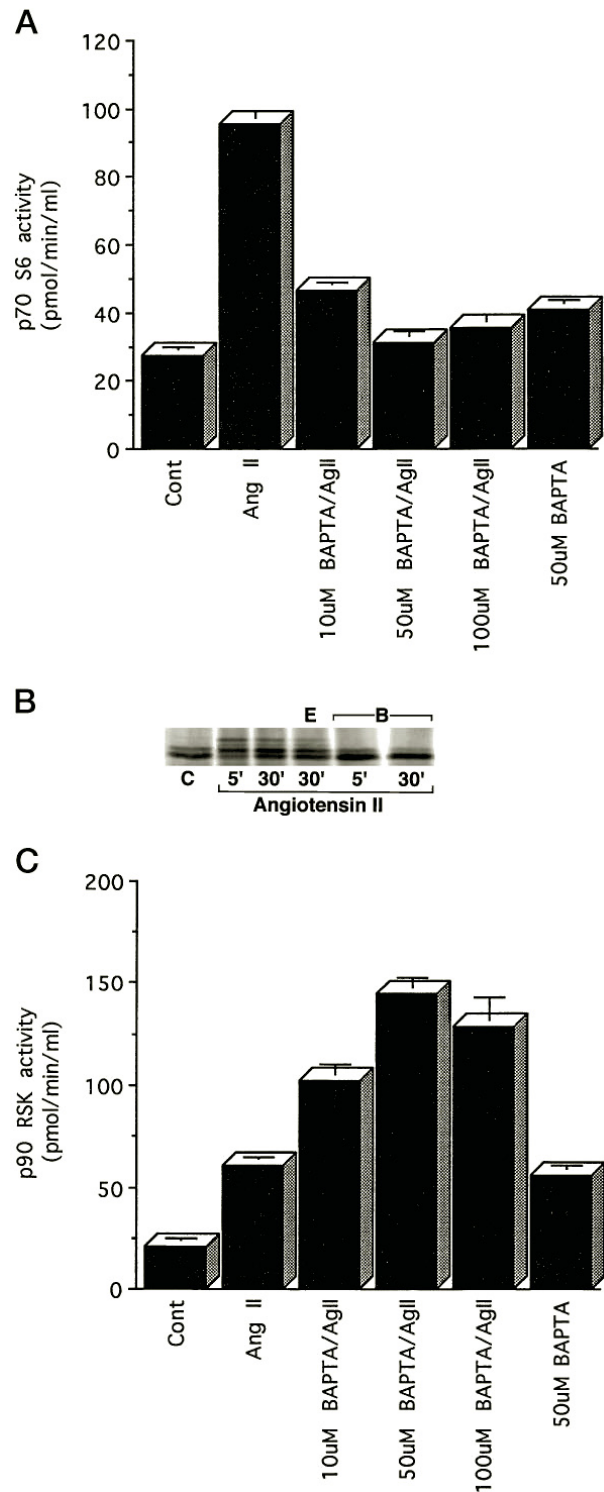 A
p70 S6 activity
(pmol/min/ml)
120
100
80
60
40
20
0
Cont
Ang II
10uM BAPTA/AgII
50uM BAPTA/AgII
100uM BAPTA/AgII
50uM BAPTA
B
E B
C 5' 30' 30' 5' 30'
Angiotensin II
C
p90 RSK activity
(pmol/min/ml)
200
150
100
50
0
Cont
Ang II
10uM BAPTA/AgII
50uM BAPTA/AgII
100uM BAPTA/AgII
50uM BAPTA